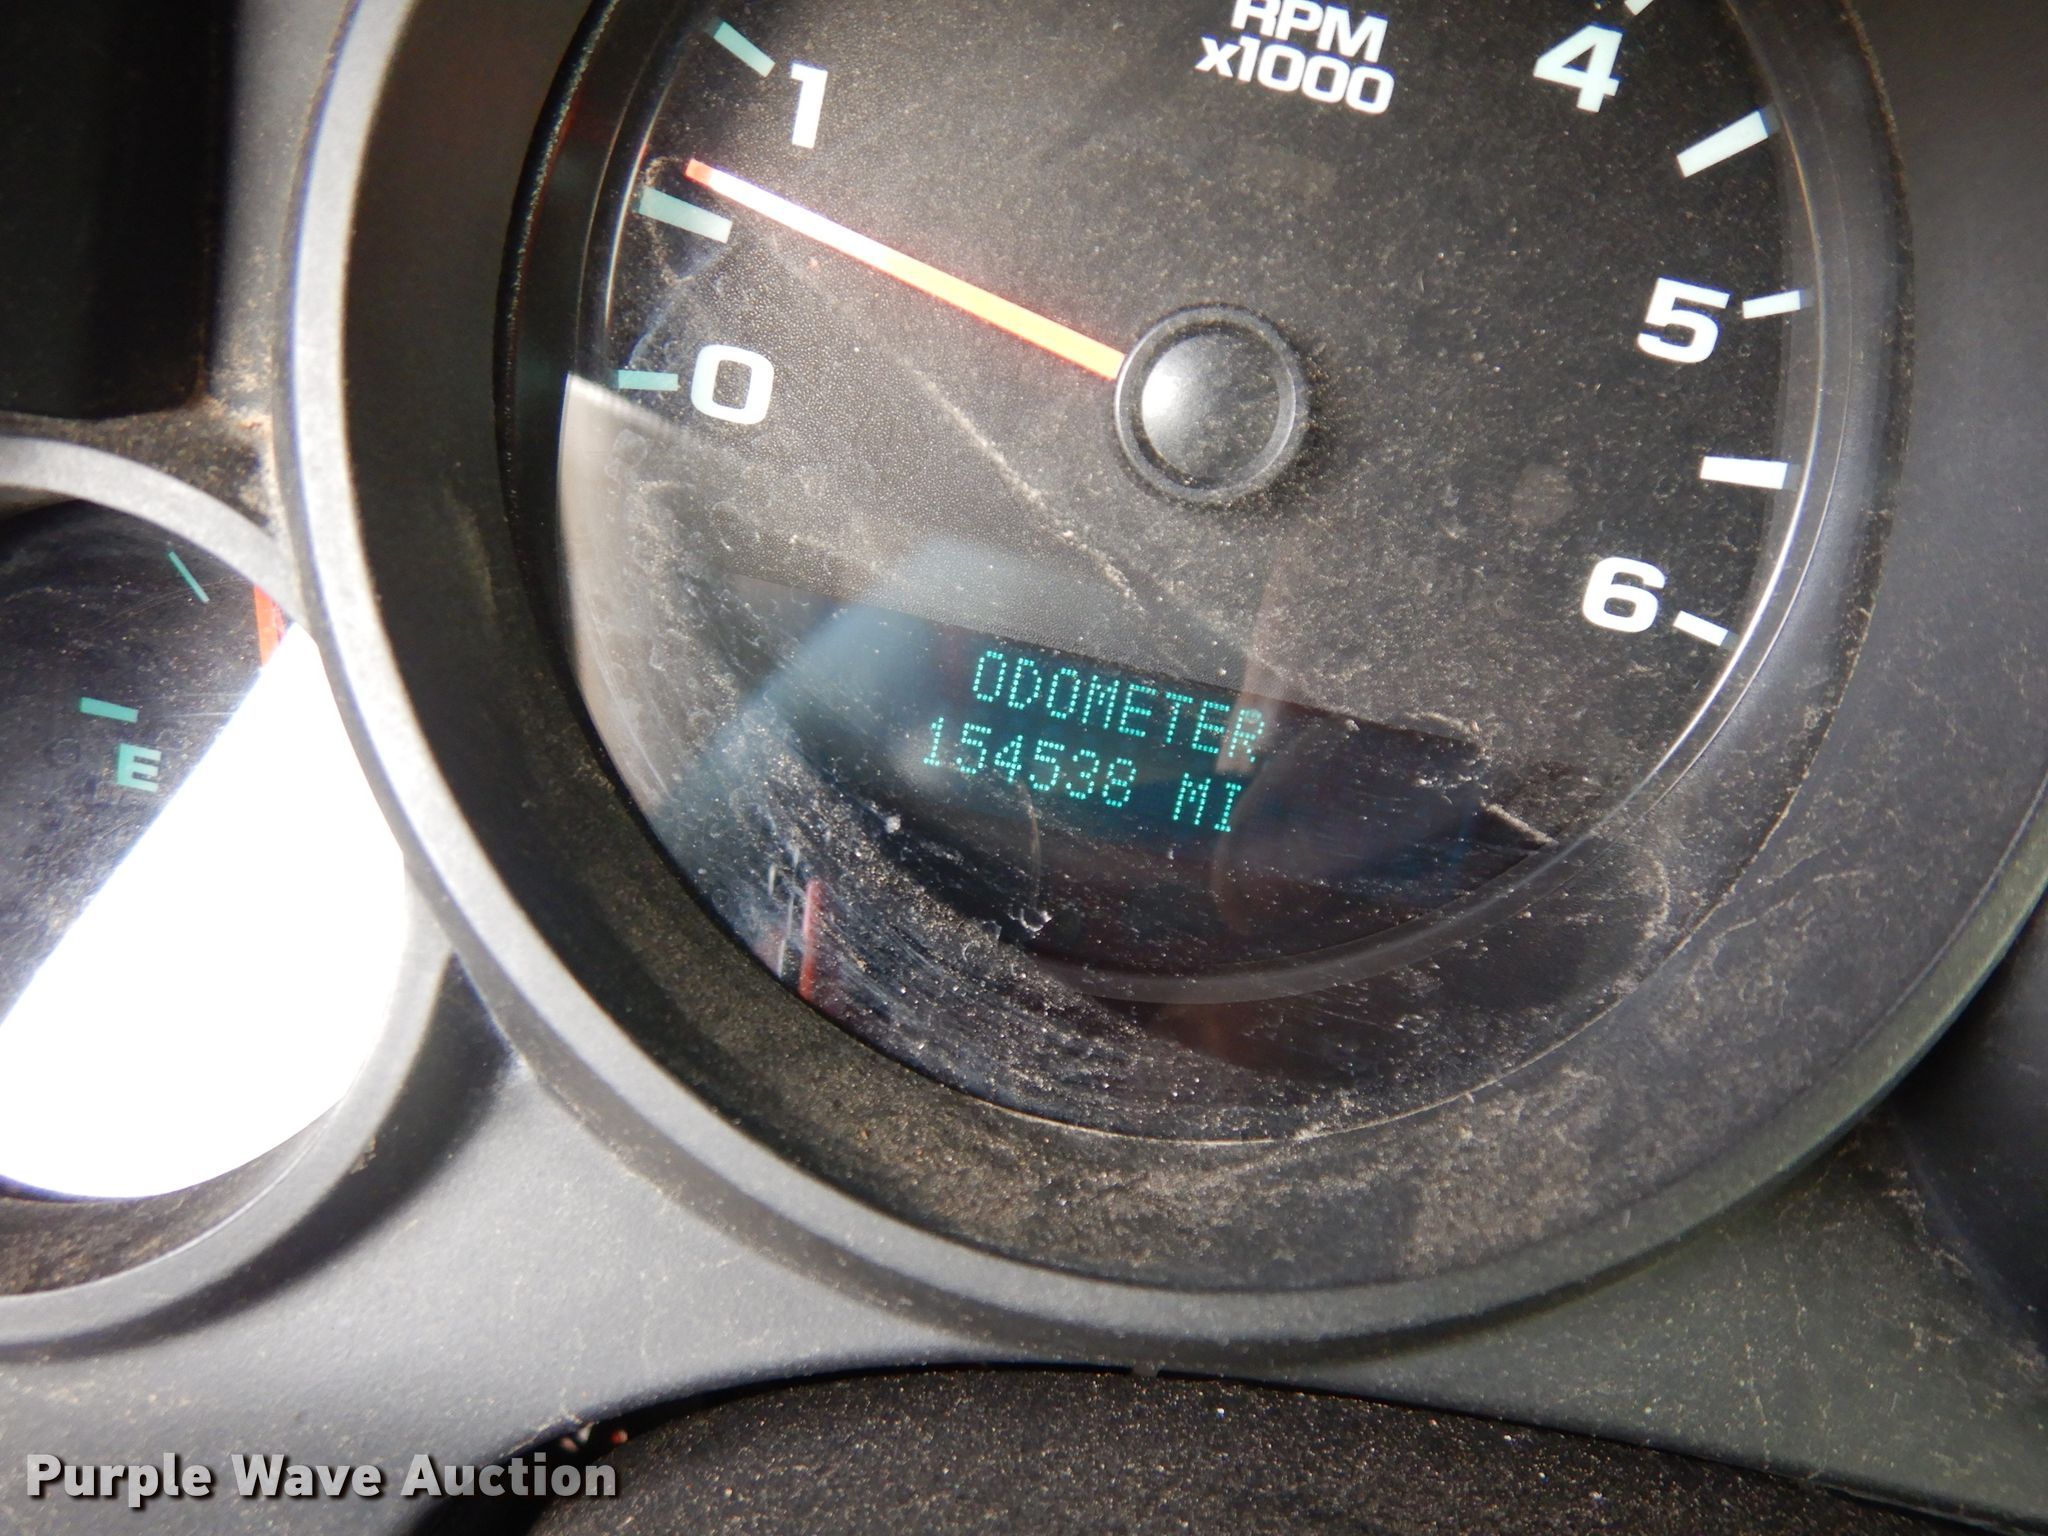 RPM
x1000
1
4
0
5
6
ODOMETER
154538 MI
E
Purple Wave Auction